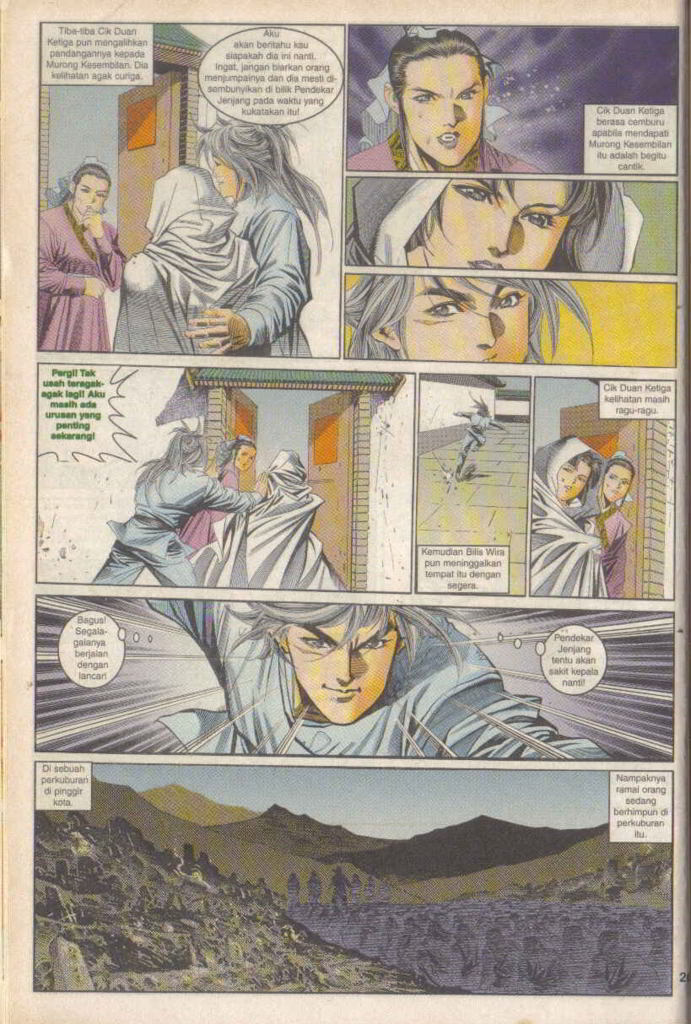 Tiba-tiba Cik Duan
Ketiga pun mengalihkan
pandangannya kepada
Murong Kesembilan. Dia
kelihatan agak curiga.
Aku
akan beritahu kau
siapakah dia ini nanti.
Ingat, jangan biarkan orang
menjumpainya dan dia mesti di-
sembunyikan di bilik Pendekar
Jenjang pada waktu yang
kukatakan itu!
Cik Duan Ketiga
berasa cemburu
apabila mendapati
Murong Kesembilan
itu adalah begitu
cantik.
Pergi! Tak
usah teragak-
agak lagi! Aku
masih ada
urusan yang
penting
sekarang!
Kemudian Bilis Wira
pun meninggalkan
tempat itu dengan
segera.
Cik Duan Ketiga
kelihatan masih
ragu-ragu.
Bagus!
Segala-
galanya
berjalan
dengan
lancar!
Pendekar
Jenjang
tentu akan
sakit kepala
nanti!
Di sebuah
perkuburan
di pinggir
kota.
Nampaknya
ramai orang
sedang
berhimpun di
perkuburan
itu.